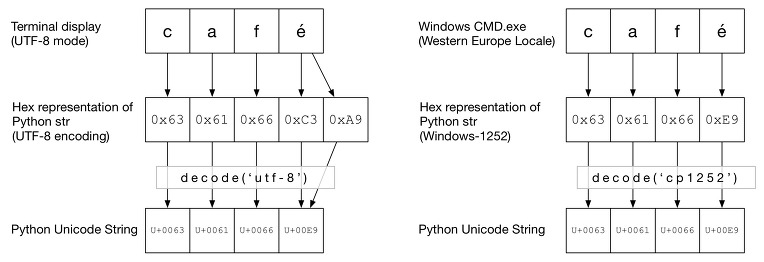 Terminal display
(UTF-8 mode)
c a f é
Hex representation of
Python str
(UTF-8 encoding)
0x63 0x61 0x66 0xC3 0xA9
decode(‘utf-8’)
Python Unicode String
U+0063 U+0061 U+0066 U+00E9
Windows CMD.exe
(Western Europe Locale)
c a f é
Hex representation of
Python str
(Windows-1252)
0x63 0x61 0x66 0xE9
decode(‘cp1252’)
Python Unicode String
U+0063 U+0061 U+0066 U+00E9